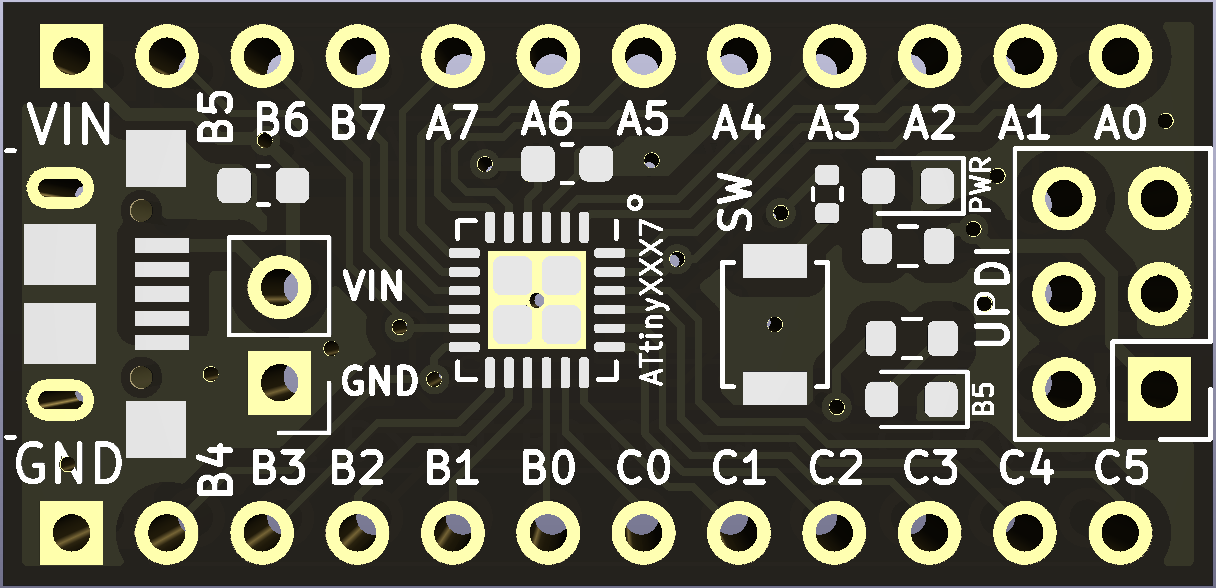 VIN B5 B6 B7 A7 A6 A5 A4 A3 A2 A1 A0
PWR
SW
ATtinyXXX7
UPDI
VIN
GND
B5
GND B4 B3 B2 B1 B0 C0 C1 C2 C3 C4 C5